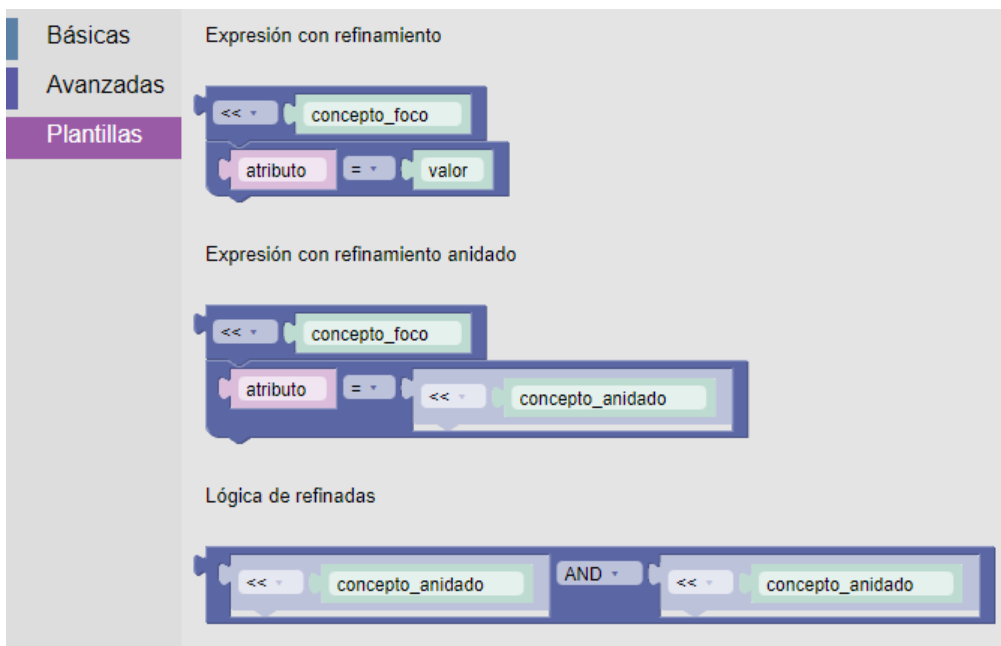 Básicas
Avanzadas
Plantillas
Expresión con refinamiento
<< concepto_foco
atributo = valor
Expresión con refinamiento anidado
<< concepto_foco
atributo = << concepto_anidado
Lógica de refinadas
<< concepto_anidado AND << concepto_anidado